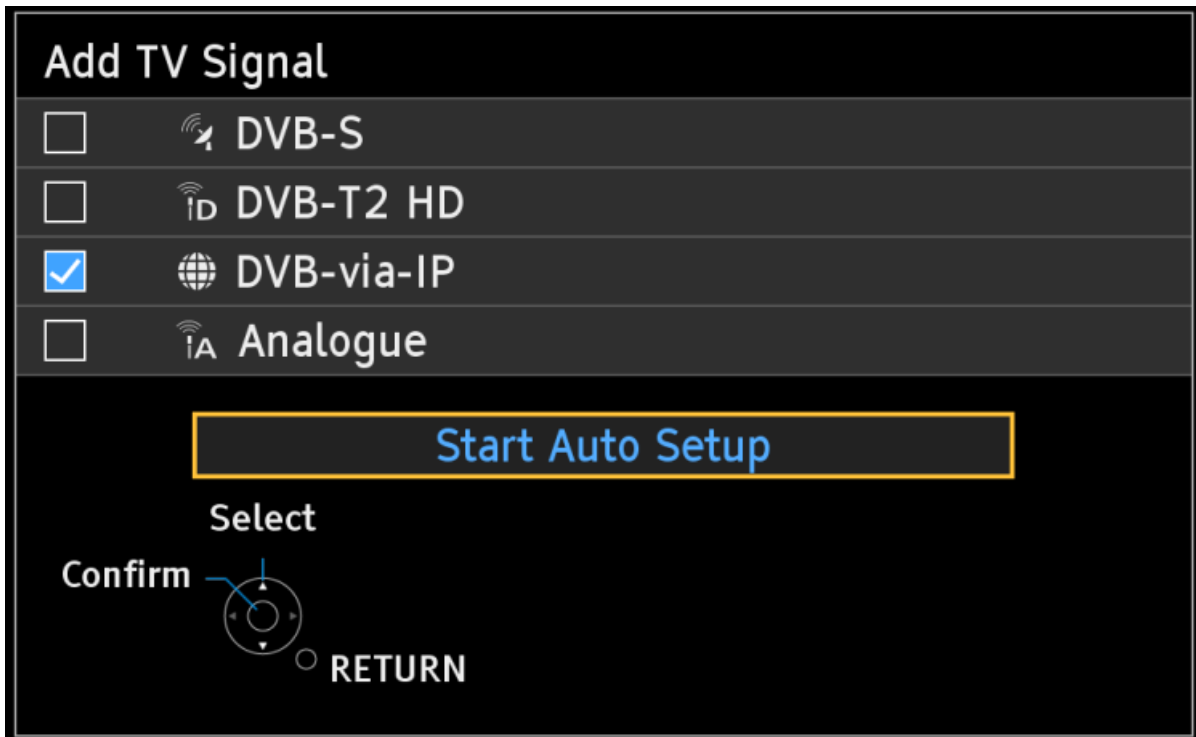 Add TV Signal
DVB-S
D DVB-T2 HD
DVB-via-IP
A Analogue
Start Auto Setup
Select
Confirm
RETURN